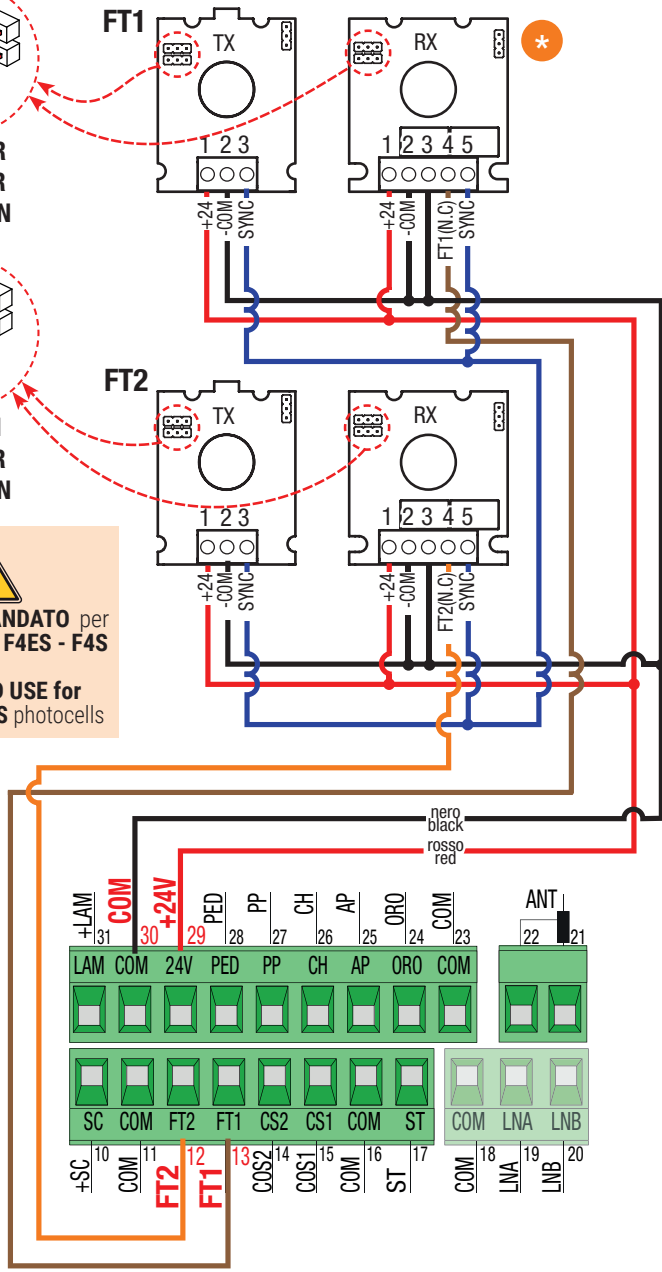 FT1
TX
RX
*
1 2 3
1 2 3 4 5
+24
-COM
SYNC
+24
-COM
FT1(N.C)
SYNC
R
R
N
FT2
TX
RX
1 2 3
1 2 3 4 5
+24
-COM
SYNC
+24
-COM
FT2(N.C)
SYNC
R
N
NDATO per
F4ES - F4S
USE for
S photocells
nero
black
rosso
red
+LAM
31
COM
30
+24V
29
PED
28
PP
27
CH
26
AP
25
ORO
24
COM
23
ANT
22
21
LAM COM 24V PED PP CH AP ORO COM
SC COM FT2 FT1 CS2 CS1 COM ST
COM LNA LNB
+SC
10
COM
11
FT2
12
FT1
13
COS2
14
COS1
15
COM
16
ST
17
COM
18
LNA
19
LNB
20